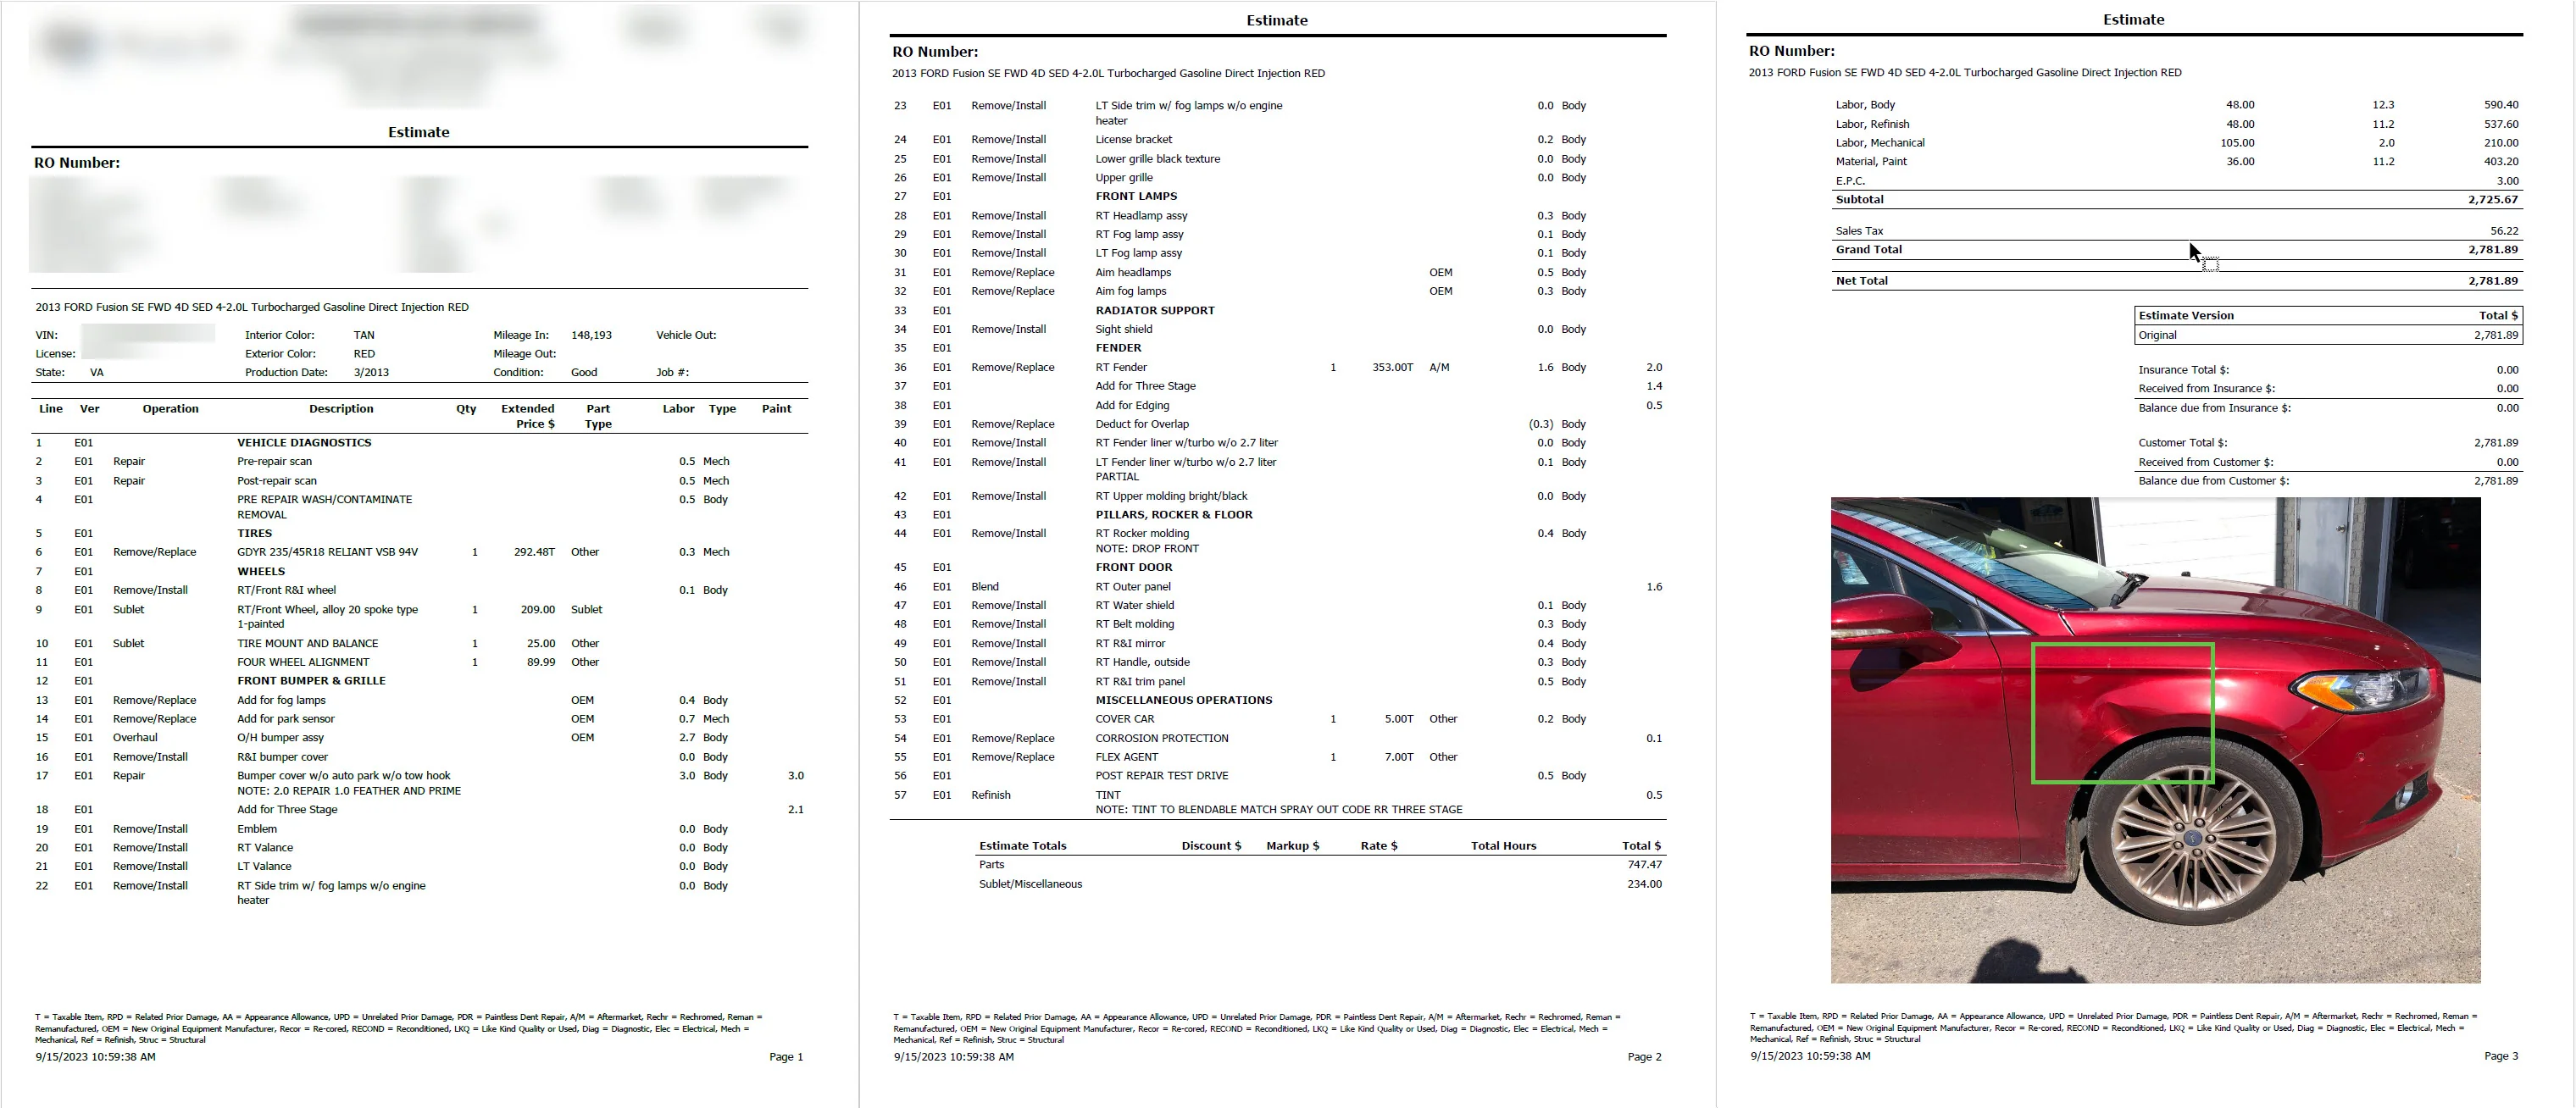 Estimate
RO Number:
2013 FORD Fusion SE FWD 4D SED 4-2.0L Turbocharged Gasoline Direct Injection RED
VIN: Interior Color: TAN Mileage In: 148,193 Vehicle Out:
License: Exterior Color: RED Mileage Out:
State: VA Production Date: 3/2013 Condition: Good Job #:
Line Ver Operation Description Qty Extended Price $ Part Type Labor Type Paint
1 E01 VEHICLE DIAGNOSTICS
2 E01 Repair Pre-repair scan 0.5 Mech
3 E01 Repair Post-repair scan 0.5 Mech
4 E01 PRE REPAIR WASH/CONTAMINATE 0.5 Body
REMOVAL
5 E01 TIRES
6 E01 Remove/Replace GDYR 235/45R18 RELIANT VSB 94V 1 292.48T Other 0.3 Mech
7 E01 WHEELS
8 E01 Remove/Install RT/Front R&I wheel 0.1 Body
9 E01 Sublet RT/Front Wheel, alloy 20 spoke type 1 209.00 Sublet
1-painted
10 E01 Sublet TIRE MOUNT AND BALANCE 1 25.00 Other
11 E01 FOUR WHEEL ALIGNMENT 1 89.99 Other
12 E01 FRONT BUMPER & GRILLE
13 E01 Remove/Replace Add for fog lamps OEM 0.4 Body
14 E01 Remove/Replace Add for park sensor OEM 0.7 Mech
15 E01 Overhaul O/H bumper assy OEM 2.7 Body
16 E01 Remove/Install R&I bumper cover 0.0 Body
17 E01 Repair Bumper cover w/o auto park w/o tow hook 3.0 Body 3.0
NOTE: 2.0 REPAIR 1.0 FEATHER AND PRIME
18 E01 Add for Three Stage 2.1
19 E01 Remove/Install Emblem 0.0 Body
20 E01 Remove/Install RT Valance 0.0 Body
21 E01 Remove/Install LT Valance 0.0 Body
22 E01 Remove/Install RT Side trim w/ fog lamps w/o engine 0.0 Body
heater
T = Taxable Item, RPD = Related Prior Damage, AA = Appearance Allowance, UPD = Unrelated Prior Damage, PDR = Paintless Dent Repair, A/M = Aftermarket, Rechr = Rechromed, Reman =
Remanufactured, OEM = New Original Equipment Manufacturer, Recor = Re-cored, RECOND = Reconditioned, LKQ = Like Kind Quality or Used, Diag = Diagnostic, Elec = Electrical, Mech =
Mechanical, Ref = Refinish, Struc = Structural
9/15/2023 10:59:38 AM Page 1
Estimate
RO Number:
2013 FORD Fusion SE FWD 4D SED 4-2.0L Turbocharged Gasoline Direct Injection RED
23 E01 Remove/Install LT Side trim w/ fog lamps w/o engine 0.0 Body
heater
24 E01 Remove/Install License bracket 0.2 Body
25 E01 Remove/Install Lower grille black texture 0.0 Body
26 E01 Remove/Install Upper grille 0.0 Body
27 E01 FRONT LAMPS
28 E01 Remove/Install RT Headlamp assy 0.3 Body
29 E01 Remove/Install RT Fog lamp assy 0.1 Body
30 E01 Remove/Install LT Fog lamp assy 0.1 Body
31 E01 Remove/Replace Aim headlamps OEM 0.5 Body
32 E01 Remove/Replace Aim fog lamps OEM 0.3 Body
33 E01 RADIATOR SUPPORT
34 E01 Remove/Install Sight shield 0.0 Body
35 E01 FENDER
36 E01 Remove/Replace RT Fender 1 353.00T A/M 1.6 Body 2.0
37 E01 Add for Three Stage 1.4
38 E01 Add for Edging 0.5
39 E01 Remove/Replace Deduct for Overlap (0.3) Body
40 E01 Remove/Install RT Fender liner w/turbo w/o 2.7 liter 0.0 Body
41 E01 Remove/Install LT Fender liner w/turbo w/o 2.7 liter 0.1 Body
PARTIAL
42 E01 Remove/Install RT Upper molding bright/black 0.0 Body
43 E01 PILLARS, ROCKER & FLOOR
44 E01 Remove/Install RT Rocker molding 0.4 Body
NOTE: DROP FRONT
45 E01 FRONT DOOR
46 E01 Blend RT Outer panel 1.6
47 E01 Remove/Install RT Water shield 0.1 Body
48 E01 Remove/Install RT Belt molding 0.3 Body
49 E01 Remove/Install RT R&I mirror 0.4 Body
50 E01 Remove/Install RT Handle, outside 0.3 Body
51 E01 Remove/Install RT R&I trim panel 0.5 Body
52 E01 MISCELLANEOUS OPERATIONS
53 E01 COVER CAR 1 5.00T Other 0.2 Body
54 E01 Remove/Replace CORROSION PROTECTION 0.1
55 E01 Remove/Replace FLEX AGENT 1 7.00T Other
56 E01 POST REPAIR TEST DRIVE 0.5 Body
57 E01 Refinish TINT 0.5
NOTE: TINT TO BLENDABLE MATCH SPRAY OUT CODE RR THREE STAGE
Estimate Totals Discount $ Markup $ Rate $ Total Hours Total $
Parts 747.47
Sublet/Miscellaneous 234.00
T = Taxable Item, RPD = Related Prior Damage, AA = Appearance Allowance, UPD = Unrelated Prior Damage, PDR = Paintless Dent Repair, A/M = Aftermarket, Rechr = Rechromed, Reman =
Remanufactured, OEM = New Original Equipment Manufacturer, Recor = Re-cored, RECOND = Reconditioned, LKQ = Like Kind Quality or Used, Diag = Diagnostic, Elec = Electrical, Mech =
Mechanical, Ref = Refinish, Struc = Structural
9/15/2023 10:59:38 AM Page 2
Estimate
RO Number:
2013 FORD Fusion SE FWD 4D SED 4-2.0L Turbocharged Gasoline Direct Injection RED
Labor, Body 48.00 12.3 590.40
Labor, Refinish 48.00 11.2 537.60
Labor, Mechanical 105.00 2.0 210.00
Material, Paint 36.00 11.2 403.20
E.P.C. 3.00
Subtotal 2,725.67
Sales Tax 56.22
Grand Total 2,781.89
Net Total 2,781.89
Estimate Version Total $
Original 2,781.89
Insurance Total $: 0.00
Received from Insurance $: 0.00
Balance due from Insurance $: 0.00
Customer Total $: 2,781.89
Received from Customer $: 0.00
Balance due from Customer $: 2,781.89
T = Taxable Item, RPD = Related Prior Damage, AA = Appearance Allowance, UPD = Unrelated Prior Damage, PDR = Paintless Dent Repair, A/M = Aftermarket, Rechr = Rechromed, Reman =
Remanufactured, OEM = New Original Equipment Manufacturer, Recor = Re-cored, RECOND = Reconditioned, LKQ = Like Kind Quality or Used, Diag = Diagnostic, Elec = Electrical, Mech =
Mechanical, Ref = Refinish, Struc = Structural
9/15/2023 10:59:38 AM Page 3